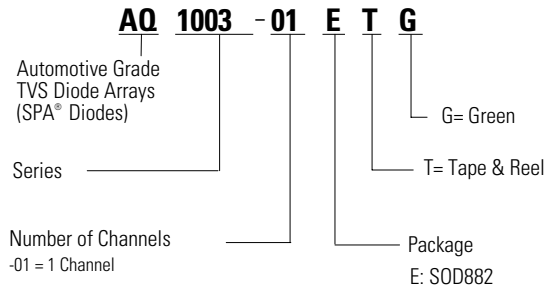 AQ 1003 -01 E T G
Automotive Grade
TVS Diode Arrays
(SPA® Diodes)
G= Green
Series
T= Tape & Reel
Number of Channels
-01 = 1 Channel
Package
E: SOD882